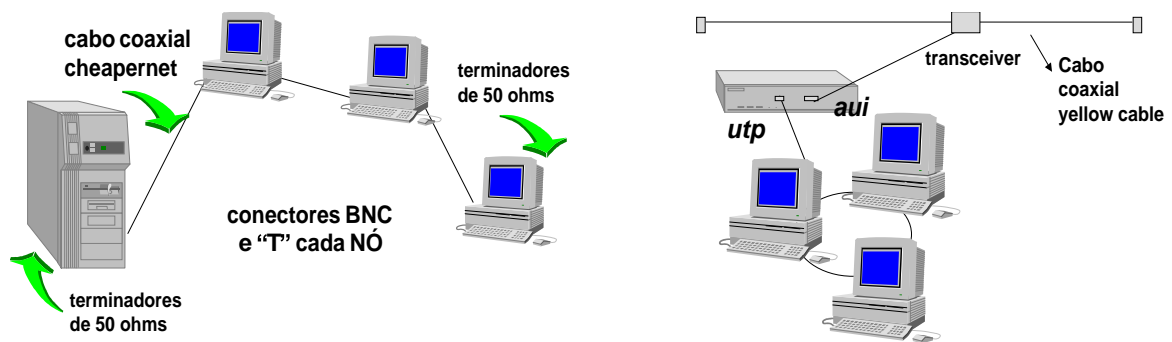 cabo coaxial
cheapernet
terminadores
de 50 ohms
conectores BNC
e “T” cada NÓ
terminadores
de 50 ohms
transceiver
Cabo
coaxial
yellow cable
aui
utp